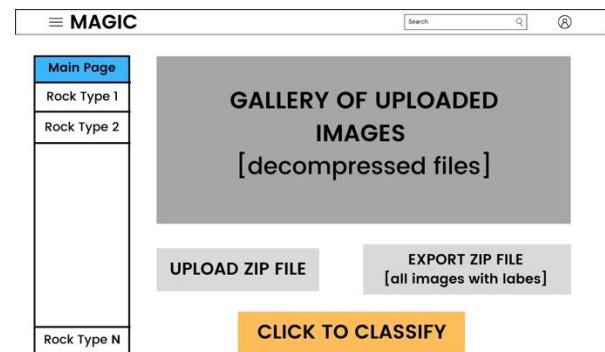 MAGIC
Search
Main Page
Rock Type 1
Rock Type 2
Rock Type N
GALLERY OF UPLOADED
IMAGES
[decompressed files]
UPLOAD ZIP FILE
EXPORT ZIP FILE
[all images with labes]
CLICK TO CLASSIFY